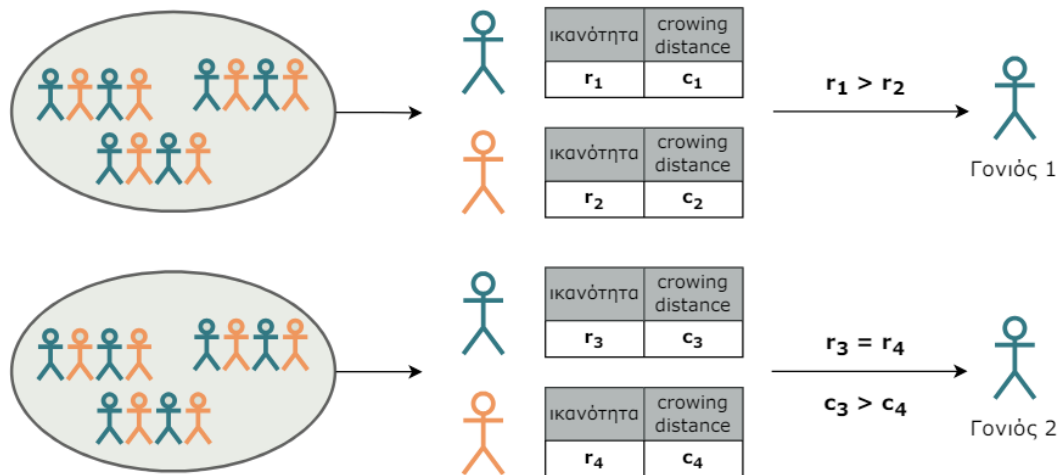 ικανότητα crowing distance
r1 c1
r1 > r2
Γονιός 1
ικανότητα crowing distance
r2 c2
ικανότητα crowing distance
r3 c3
r3 = r4
c3 > c4
Γονιός 2
ικανότητα crowing distance
r4 c4